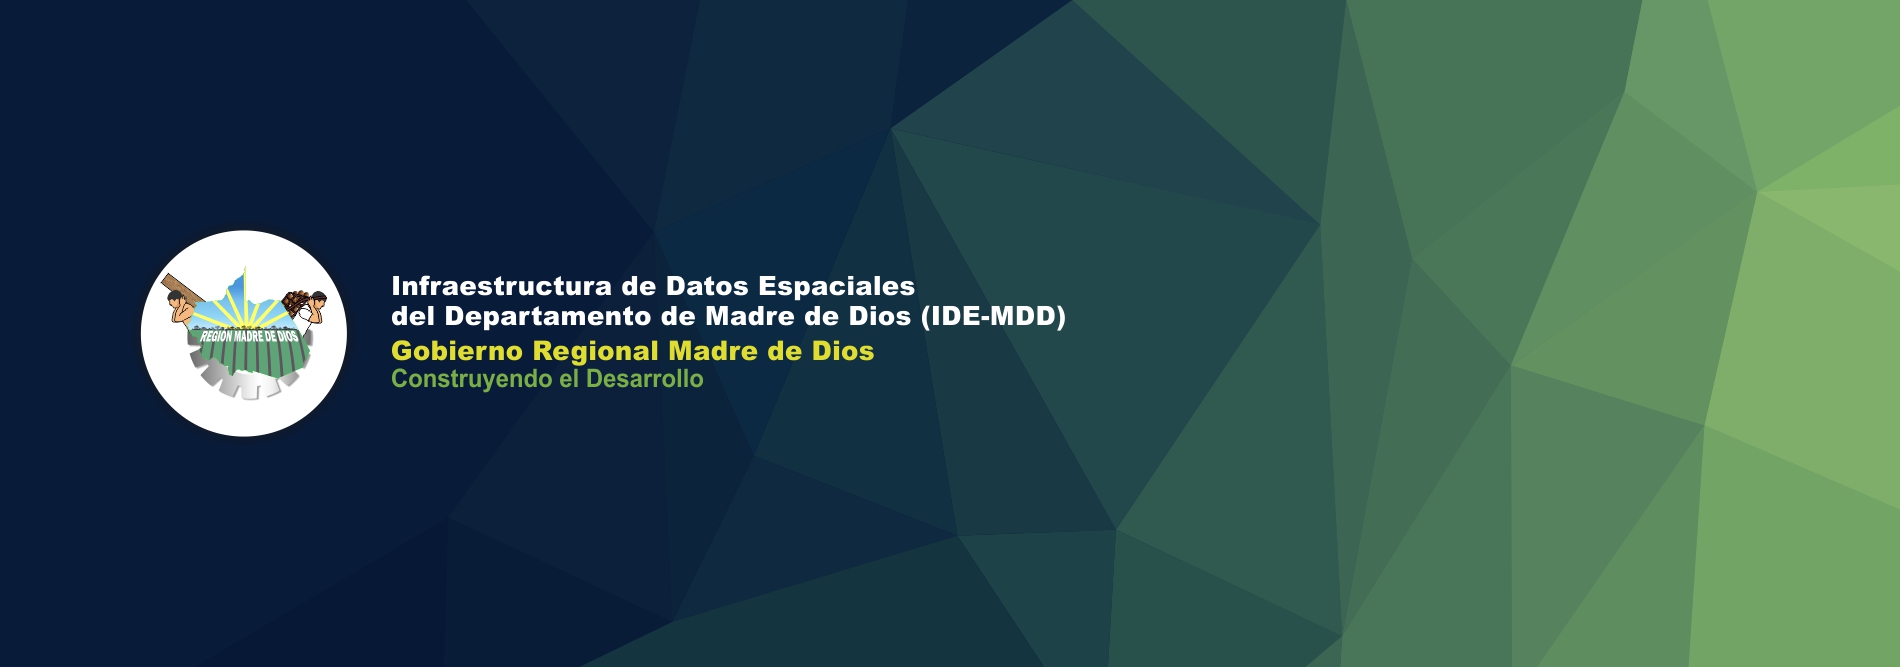 REGION MADRE DE DIOS
Infraestructura de Datos Espaciales
del Departamento de Madre de Dios (IDE-MDD)
Gobierno Regional Madre de Dios
Construyendo el Desarrollo